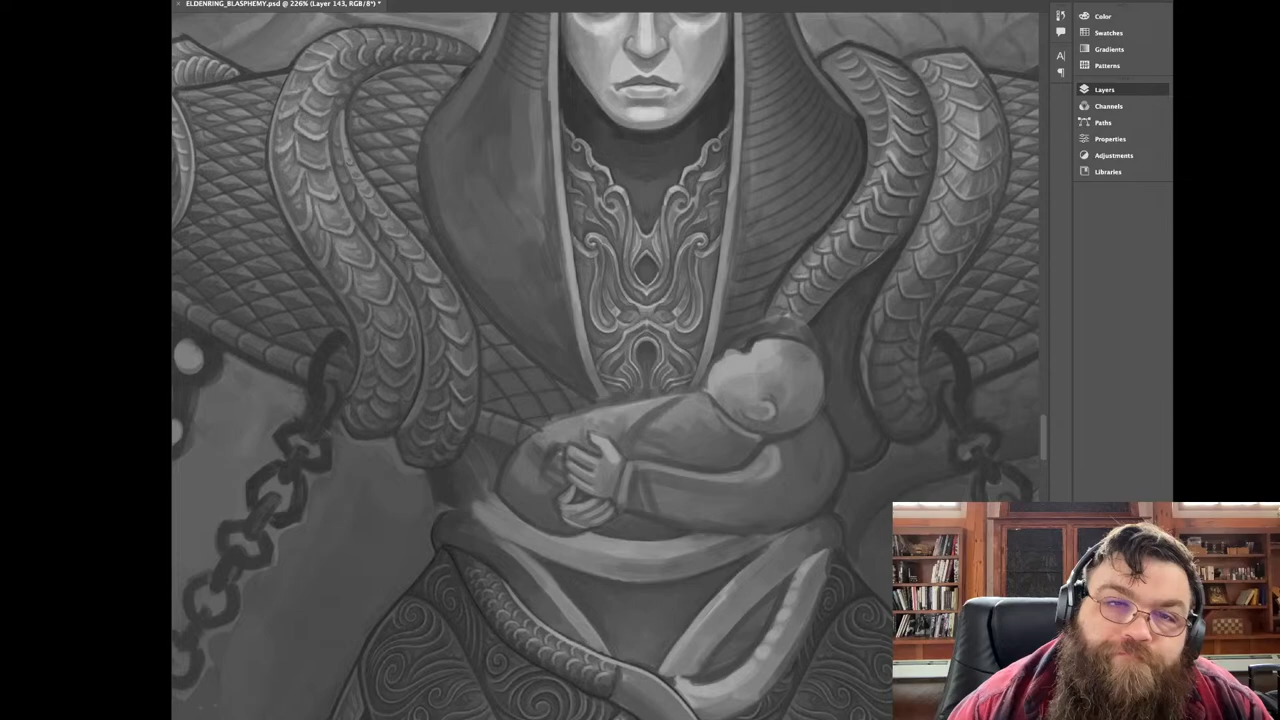 × ELDENRING_BLASPHEMY.psd @ 226% (Layer 143, RGB/8*) *
Color
Swatches
Gradients
Patterns
Layers
Channels
Paths
Properties
Adjustments
Libraries